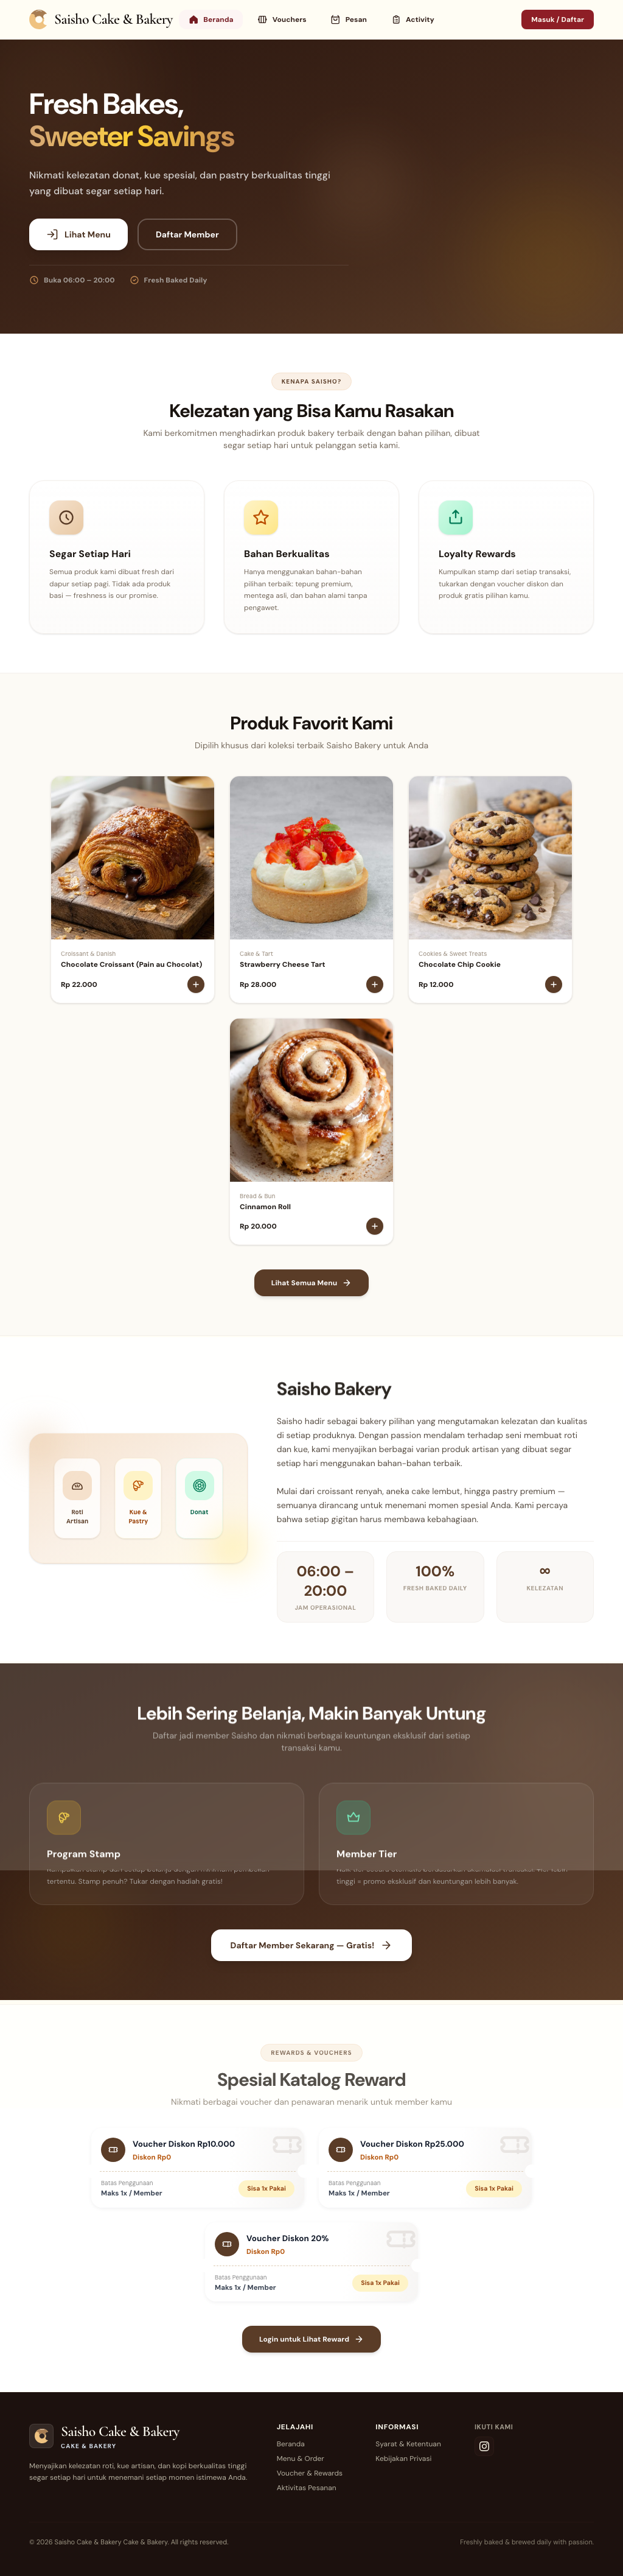 Saisho Cake & Bakery
Beranda
Vouchers
Pesan
Activity
Masuk / Daftar
Fresh Bakes,
Sweeter Savings
Nikmati kelezatan donat, kue spesial, dan pastry berkualitas tinggi
yang dibuat segar setiap hari.
Lihat Menu
Daftar Member
Buka 06:00 – 20:00
Fresh Baked Daily
KENAPA SAISHO?
Kelezatan yang Bisa Kamu Rasakan
Kami berkomitmen menghadirkan produk bakery terbaik dengan bahan pilihan, dibuat
segar setiap hari untuk pelanggan setia kami.
Segar Setiap Hari
Semua produk kami dibuat fresh dari
dapur setiap pagi. Tidak ada produk
basi — freshness is our promise.
Bahan Berkualitas
Hanya menggunakan bahan-bahan
pilihan terbaik: tepung premium,
mentega asli, dan bahan alami tanpa
pengawet.
Loyalty Rewards
Kumpulkan stamp dari setiap transaksi,
tukarkan dengan voucher diskon dan
produk gratis pilihan kamu.
Produk Favorit Kami
Dipilih khusus dari koleksi terbaik Saisho Bakery untuk Anda
Croissant & Danish
Chocolate Croissant (Pain au Chocolat)
Rp 22.000
Cake & Tart
Strawberry Cheese Tart
Rp 28.000
Cookies & Sweet Treats
Chocolate Chip Cookie
Rp 12.000
Bread & Bun
Cinnamon Roll
Rp 20.000
Lihat Semua Menu
Roti
Artisan
Kue &
Pastry
Donat
Saisho Bakery
Saisho hadir sebagai bakery pilihan yang mengutamakan keindahan dan kualitas
di setiap produknya. Dengan passion mendalam terhadap seni membuat roti
dan kue, kami menyajikan berbagai varian produk artisan yang dibuat segar
setiap hari menggunakan bahan-bahan terbaik.
Mulai dari croissant renyah, aneka cake lembut, hingga pastry premium —
semuanya dirancang untuk menemani momen spesial Anda. Kami percaya
bahwa setiap gigitan harus membawa kebahagiaan.
06:00 –
20:00
JAM OPERASIONAL
100%
FRESH BAKED DAILY
∞
KELEZATAN
Lebih Sering Belanja, Makin Banyak Untung
Daftar jadi member Saisho dan nikmati berbagai keuntungan eksklusif dari setiap
transaksi kamu.
Program Stamp
tertentu. Stamp penuh? Tukar dengan hadiah gratis!
Member Tier
tinggi = promo eksklusif dan keuntungan lebih banyak.
Daftar Member Sekarang — Gratis!
REWARDS & VOUCHERS
Spesial Katalog Reward
Nikmati berbagai voucher dan penawaran menarik untuk member kamu
Voucher Diskon Rp10.000
Diskon Rp0
Batas Penggunaan
Maks 1x / Member
Sisa 1x Pakai
Voucher Diskon Rp25.000
Diskon Rp0
Batas Penggunaan
Maks 1x / Member
Sisa 1x Pakai
Voucher Diskon 20%
Diskon Rp0
Batas Penggunaan
Maks 1x / Member
Sisa 1x Pakai
Login untuk Lihat Reward
Saisho Cake & Bakery
CAKE & BAKERY
Menyajikan kelezatan roti, kue artisan, dan kopi berkualitas yang dibuat
segar setiap hari untuk menemani setiap momen istimewa Anda.
JELAJAHI
Beranda
Menu & Order
Voucher & Rewards
Aktivitas Pesanan
INFORMASI
Syarat & Ketentuan
Kebijakan Privasi
IKUTI KAMI
© 2026 Saisho Cake & Bakery Cake & Bakery. All rights reserved.
Freshly baked & brewed daily with passion.